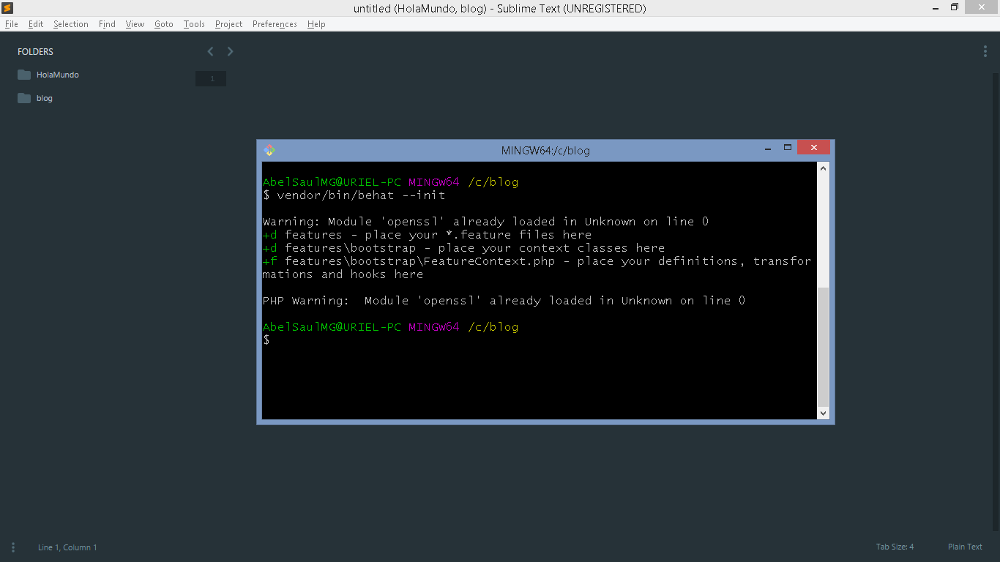 untitled (HolaMundo, blog) - Sublime Text (UNREGISTERED)
File Edit Selection Find View Goto Tools Project Preferences Help
FOLDERS
HolaMundo
blog
1
MINGW64:/c/blog
AbelSaulMG@URIEL-PC MINGW64 /c/blog
$ vendor/bin/behat --init
Warning: Module 'openssl' already loaded in Unknown on line 0
+d features - place your *.feature files here
+d features\bootstrap - place your context classes here
+f features\bootstrap\FeatureContext.php - place your definitions, transfor
mations and hooks here
PHP Warning:  Module 'openssl' already loaded in Unknown on line 0
AbelSaulMG@URIEL-PC MINGW64 /c/blog
$
Line 1, Column 1
Tab Size: 4
Plain Text